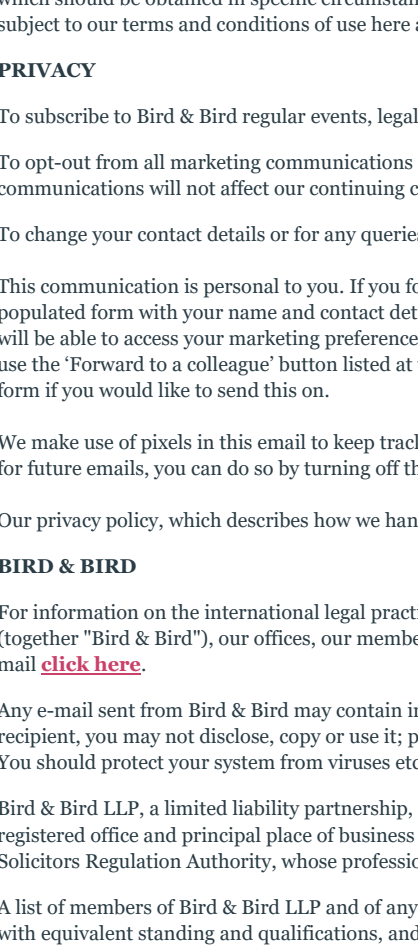 which should be obtained in specific circumstan
subject to our terms and conditions of use here a
PRIVACY
To subscribe to Bird & Bird regular events, legal
To opt-out from all marketing communications
communications will not affect our continuing c
To change your contact details or for any querie
This communication is personal to you. If you fo
populated form with your name and contact det
will be able to access your marketing preference
use the ‘Forward to a colleague’ button listed at
form if you would like to send this on.
We make use of pixels in this email to keep track
for future emails, you can do so by turning off th
Our privacy policy, which describes how we han
BIRD & BIRD
For information on the international legal practi
(together "Bird & Bird"), our offices, our membe
mail click here.
Any e-mail sent from Bird & Bird may contain in
recipient, you may not disclose, copy or use it; p
You should protect your system from viruses etc
Bird & Bird LLP, a limited liability partnership,
registered office and principal place of business
Solicitors Regulation Authority, whose professio
A list of members of Bird & Bird LLP and of any
with equivalent standing and qualifications, and